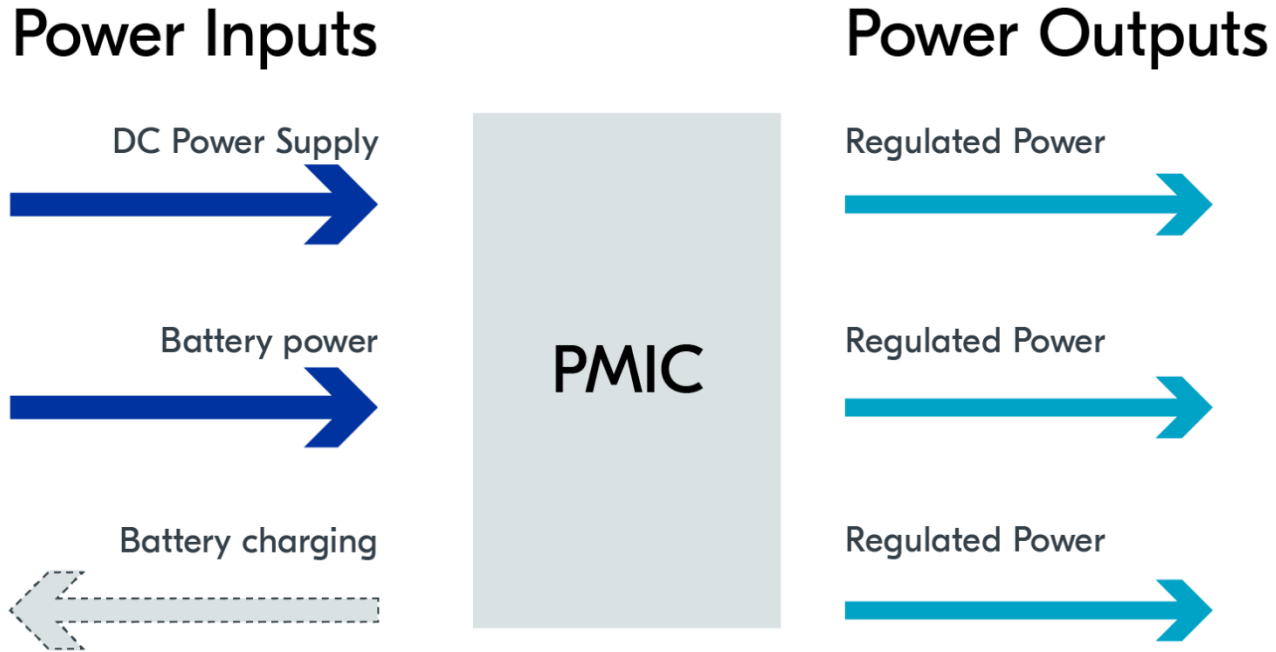 Power Inputs
Power Outputs
DC Power Supply
Regulated Power
Battery power
Regulated Power
PMIC
Battery charging
Regulated Power